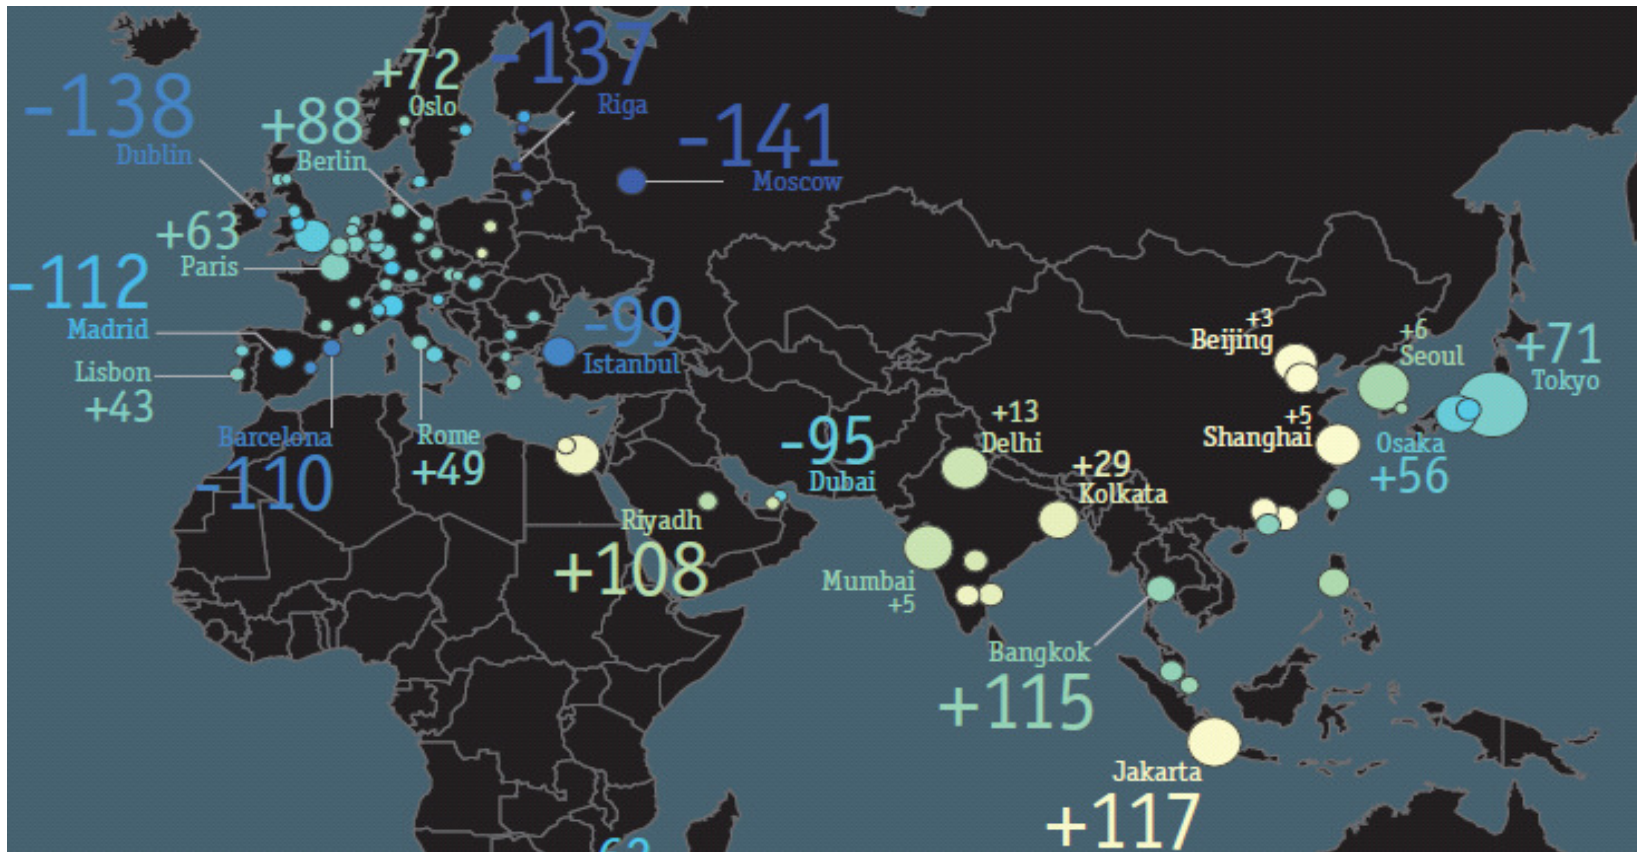 -137
Riga
+72
Oslo
-138
Dublin
+88
Berlin
-141
Moscow
+63
Paris
-112
Madrid
-99
Istanbul
Lisbon
+43
Barcelona
-110
Rome
+49
-95
Dubai
Riyadh
+108
+13
Delhi
+29
Kolkata
Mumbai
+5
+3
Beijing
+5
Shanghai
+6
Seoul
+71
Tokyo
Osaka
+56
Bangkok
+115
Jakarta
+117